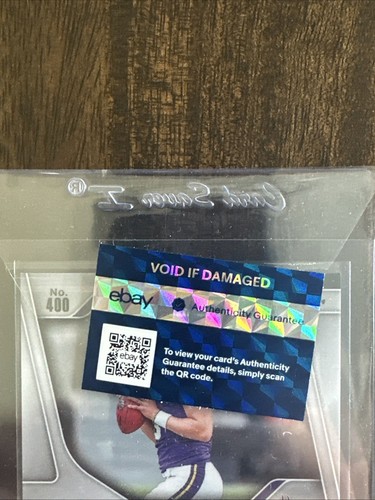 Card Saver I ®
VOID IF DAMAGED
No.
400
ebay Authenticity Guarantee
ebay
To view your card's Authenticity
Guarantee details, simply scan
the QR code.